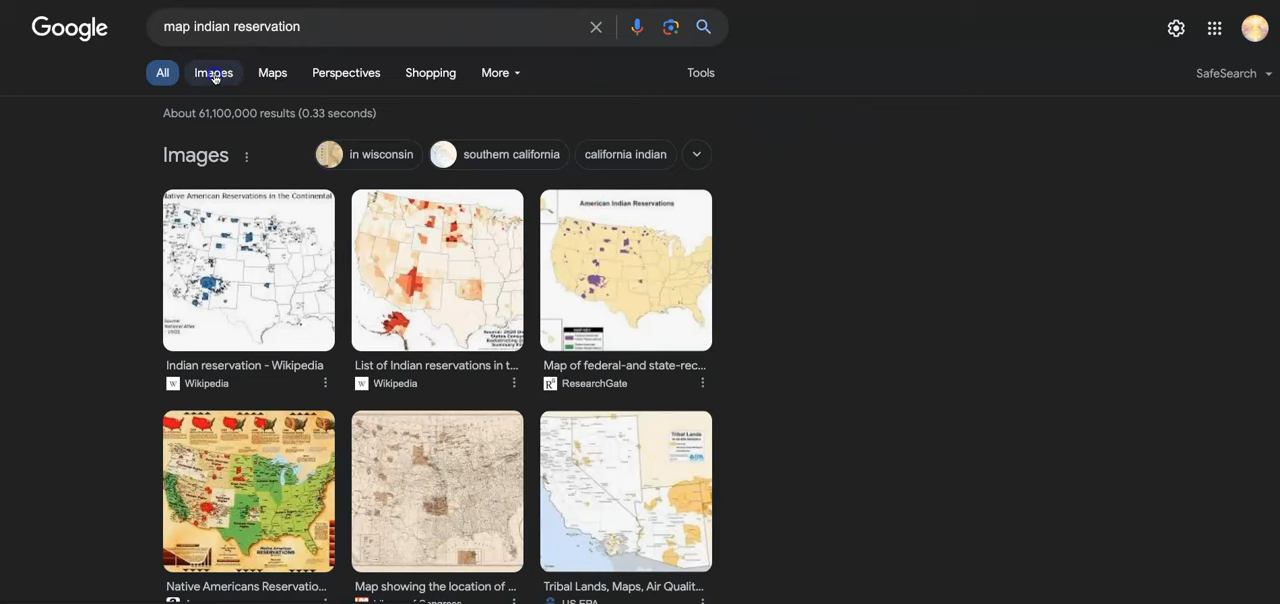 Google
map indian reservation
All
Images
Maps
Perspectives
Shopping
More
Tools
SafeSearch
About 61,100,000 results (0.33 seconds)
Images
in wisconsin
southern california
california indian
Native American Reservations in the Continental
American Indian Reservations
Indian reservation - Wikipedia
List of Indian reservations in t...
Map of federal-and state-rec...
W Wikipedia
W Wikipedia
ResearchGate
Tribal Lands
Native Americans Reservatio...
Map showing the location of ...
Tribal Lands, Maps, Air Qualit...
US EPA